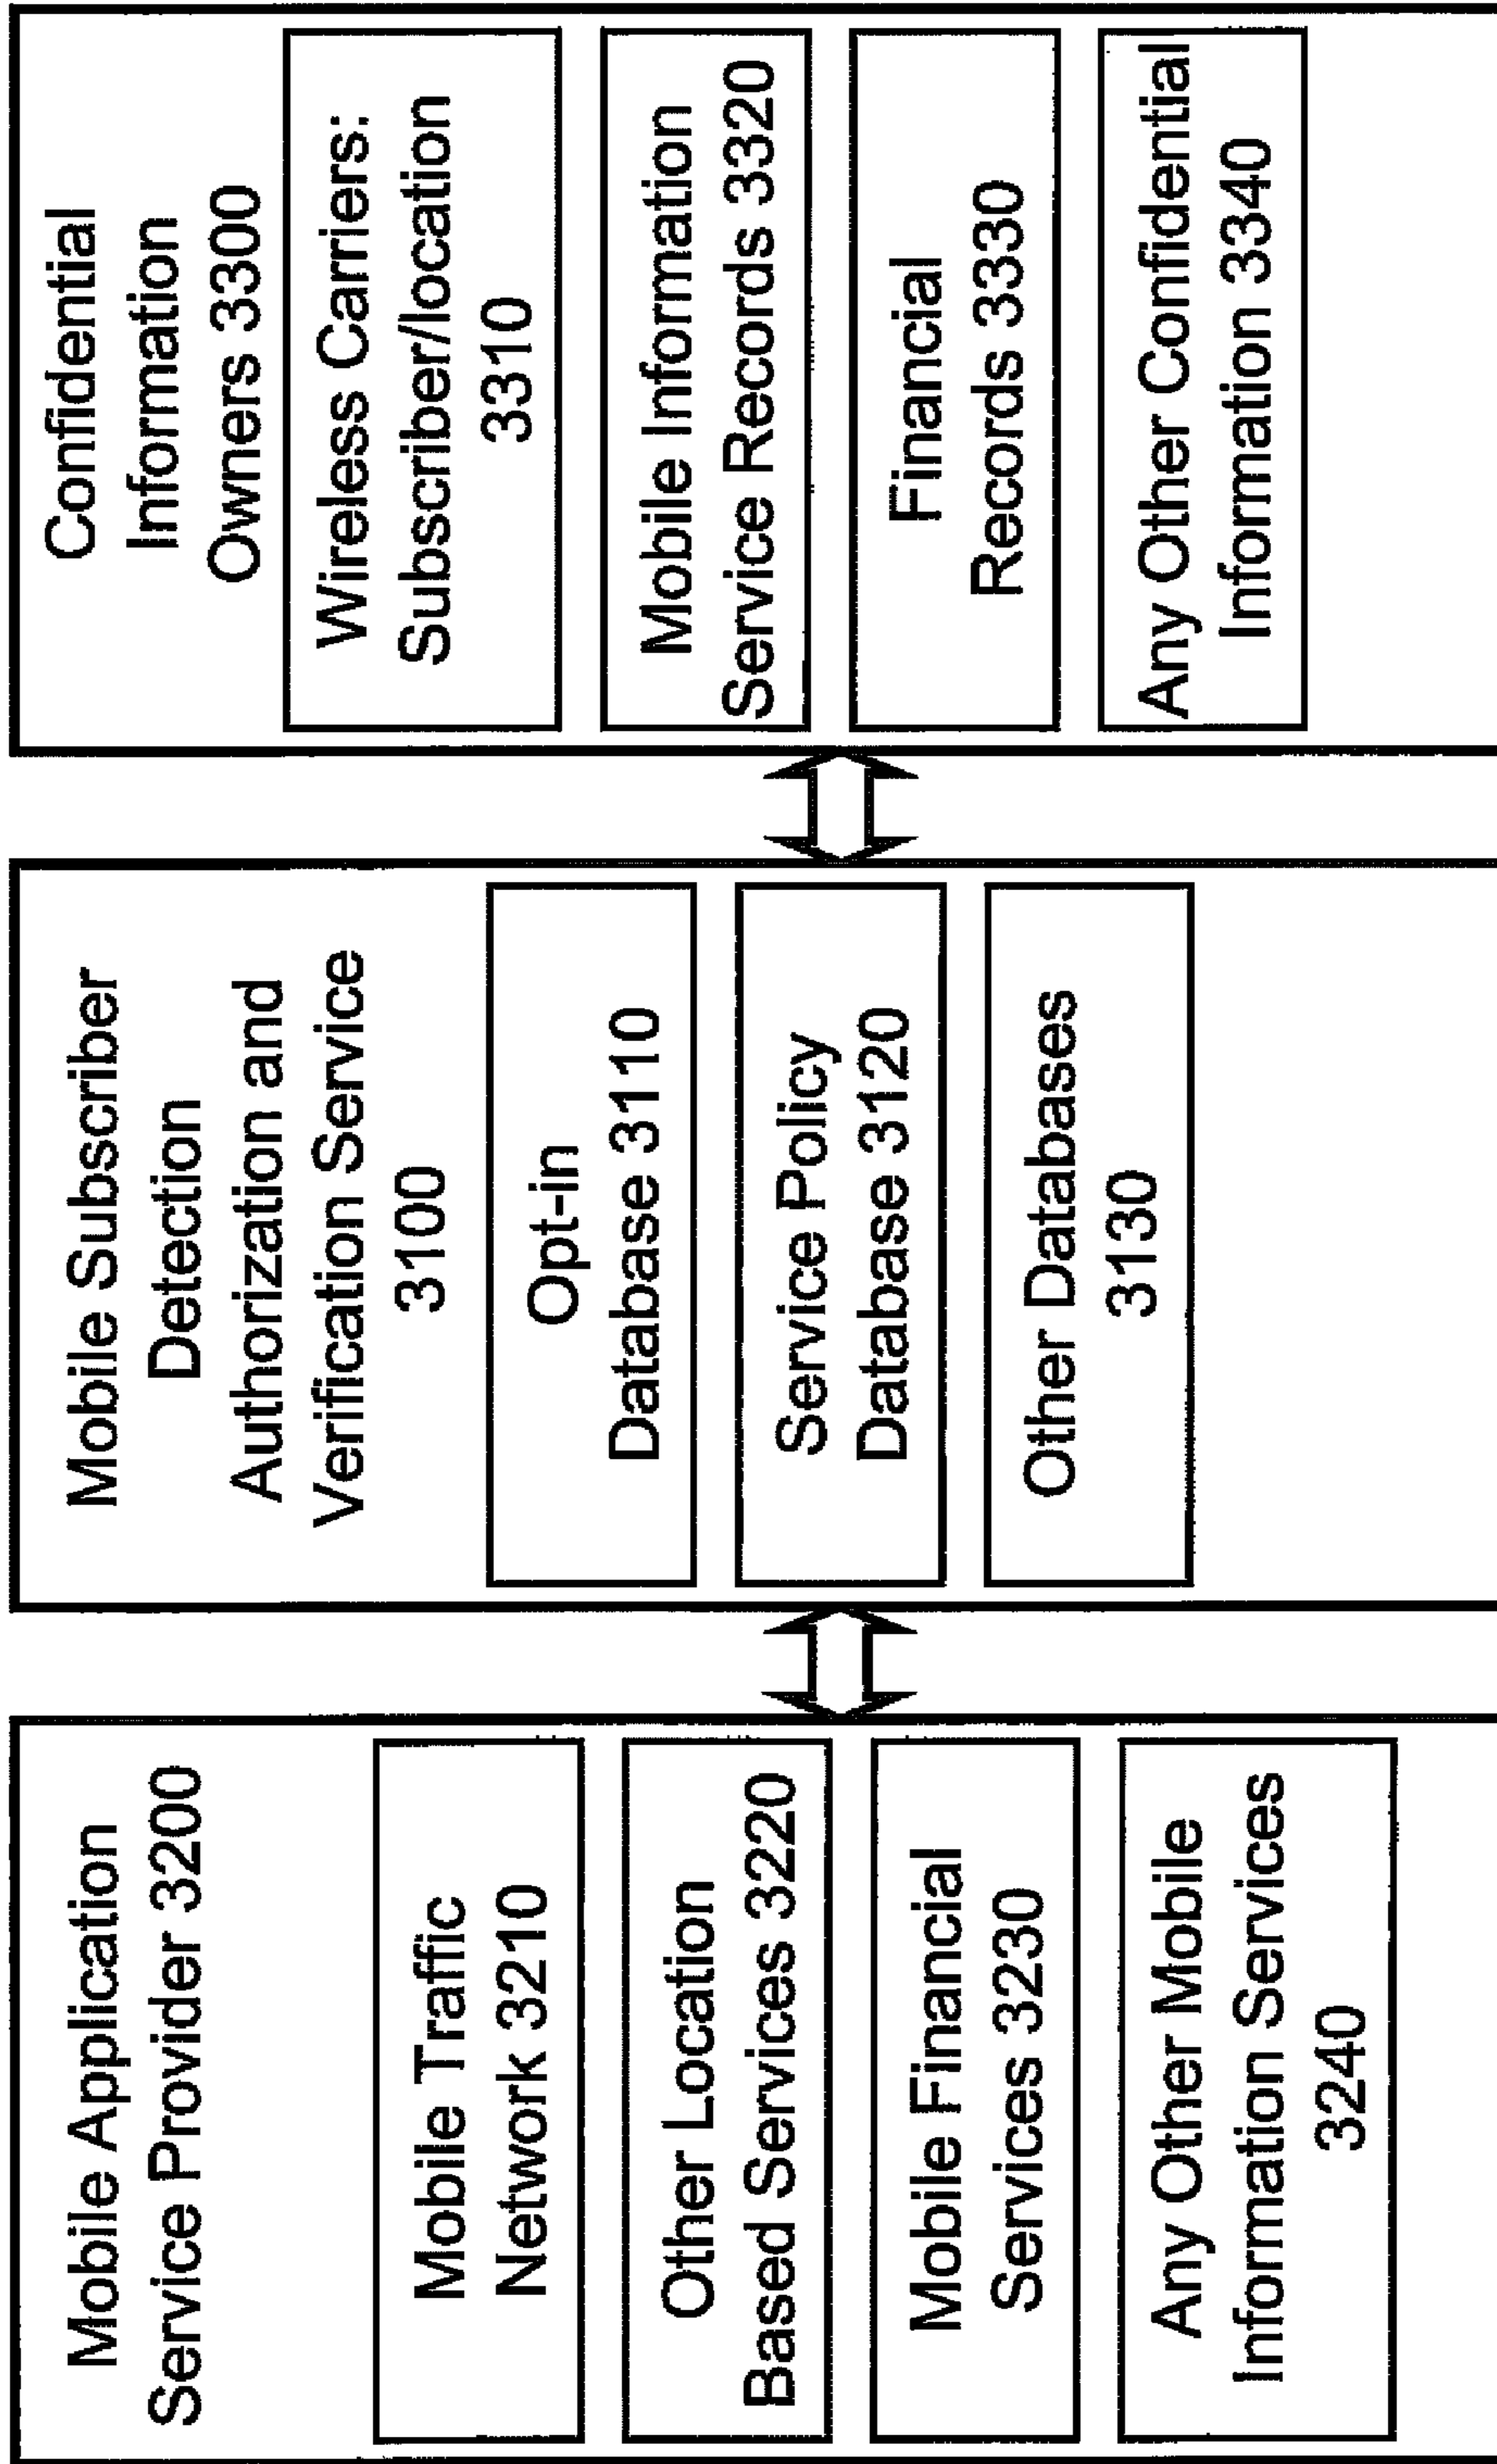 Mobile Application
Service Provider 3200
Mobile Traffic
Network 3210
Other Location
Based Services 3220
Mobile Financial
Services 3230
Any Other Mobile
Information Services
3240
Mobile Subscriber
Detection
Authorization and
Verification Service
3100
Opt-in
Database 3110
Service Policy
Database 3120
Other Databases
3130
Confidential
Information
Owners 3300
Wireless Carriers:
Subscriber/location
3310
Mobile Information
Service Records 3320
Financial
Records 3330
Any Other Confidential
Information 3340